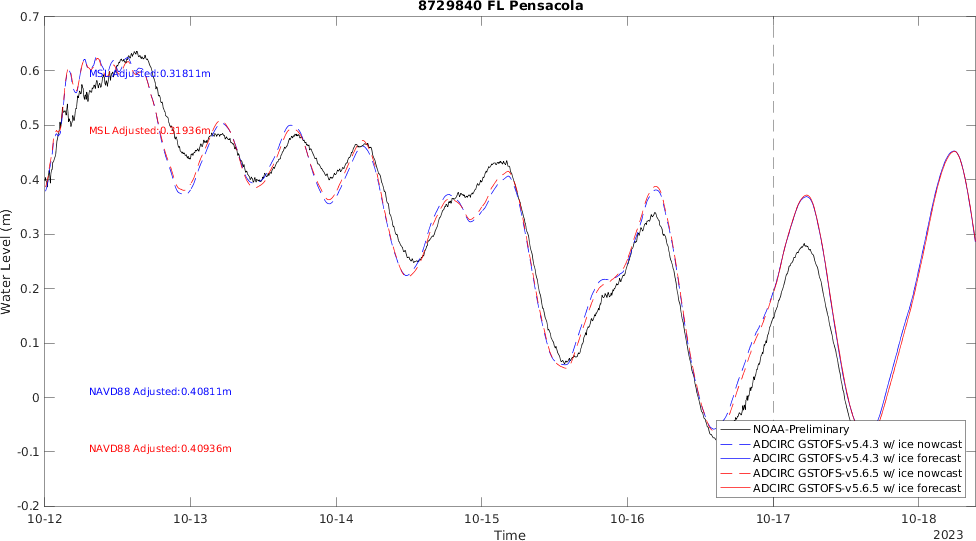 8729840 FL Pensacola
0.7
0.6
0.5
0.4
0.3
0.2
0.1
0
-0.1
-0.2
Water Level (m)
MSL Adjusted:0.31811m
MSL Adjusted:0.31936m
NAVD88 Adjusted:0.40811m
NAVD88 Adjusted:0.40936m
NOAA-Preliminary
ADCIRC GSTOFS-v5.4.3 w/ ice nowcast
ADCIRC GSTOFS-v5.4.3 w/ ice forecast
ADCIRC GSTOFS-v5.6.5 w/ ice nowcast
ADCIRC GSTOFS-v5.6.5 w/ ice forecast
10-12 10-13 10-14 10-15 10-16 10-17 10-18
Time
2023